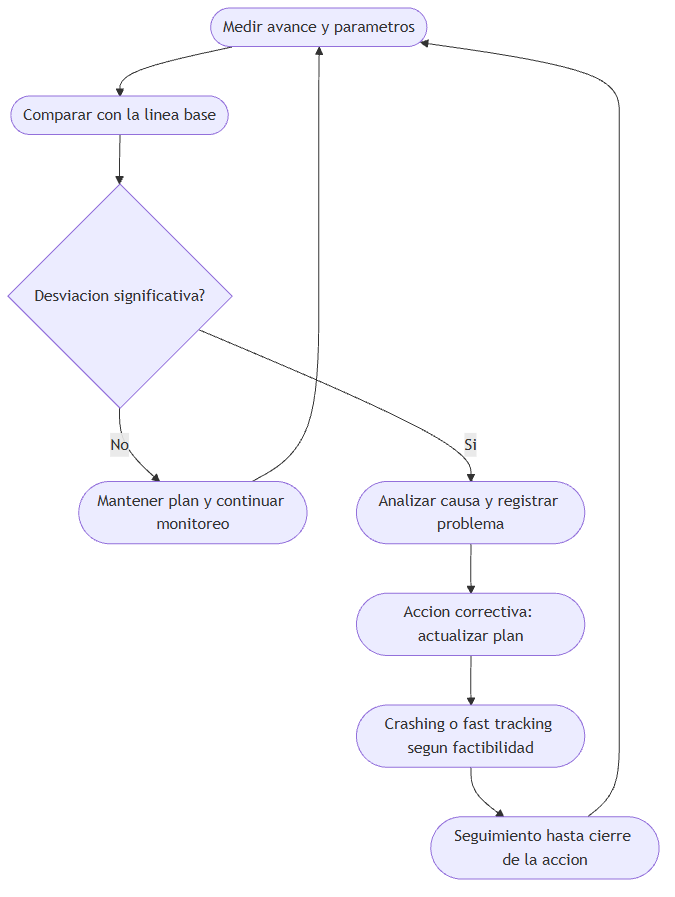 Medir avance y parametros
Comparar con la linea base
Desviacion significativa?
No
Si
Mantener plan y continuar
monitoreo
Analizar causa y registrar
problema
Accion correctiva:
actualizar plan
Crashing o fast tracking
segun factibilidad
Seguimiento hasta cierre
de la accion